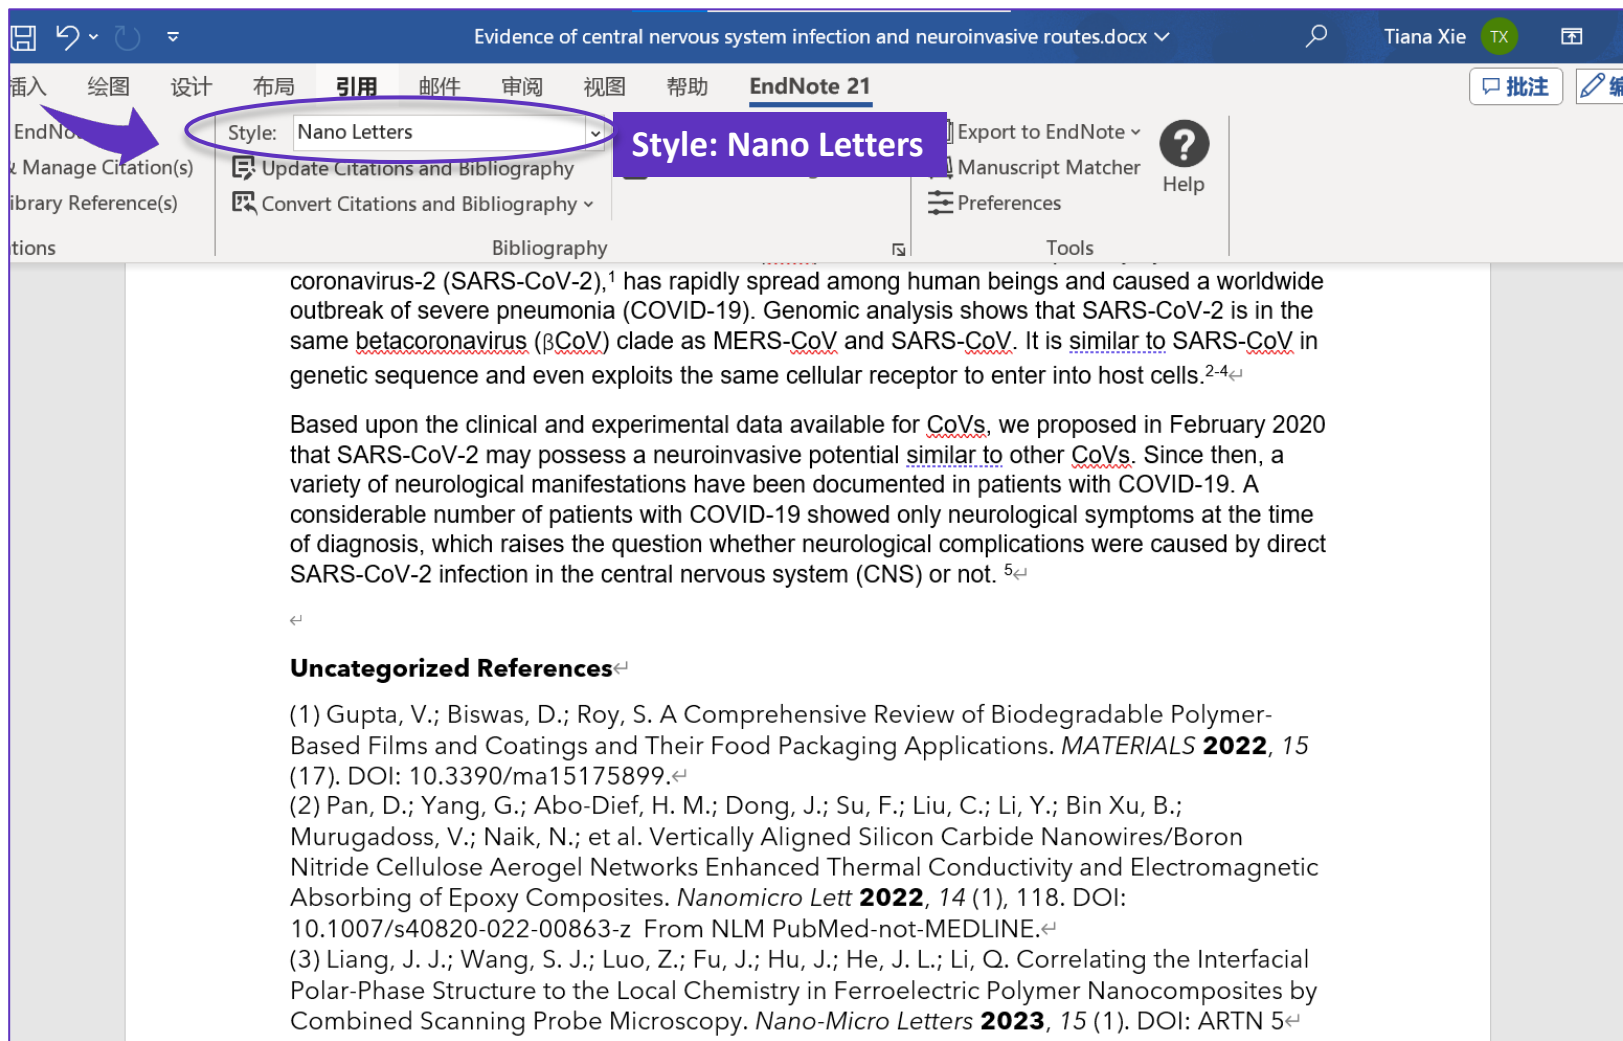 Evidence of central nervous system infection and neuroinvasive routes.docx
Tiana Xie
TX
插入 绘图 设计 布局 引用 邮件 审阅 视图 帮助 EndNote 21
批注
Style: Nano Letters
Style: Nano Letters
Export to EndNote
Manage Citation(s)
Update Citations and Bibliography
Manuscript Matcher
Help
Reference(s)
Convert Citations and Bibliography
Preferences
Bibliography
Tools
coronavirus-2 (SARS-CoV-2),1 has rapidly spread among human beings and caused a worldwide
outbreak of severe pneumonia (COVID-19). Genomic analysis shows that SARS-CoV-2 is in the
same betacoronavirus (βCoV) clade as MERS-CoV and SARS-CoV. It is similar to SARS-CoV in
genetic sequence and even exploits the same cellular receptor to enter into host cells.2-4
Based upon the clinical and experimental data available for CoVs, we proposed in February 2020
that SARS-CoV-2 may possess a neuroinvasive potential similar to other CoVs. Since then, a
variety of neurological manifestations have been documented in patients with COVID-19. A
considerable number of patients with COVID-19 showed only neurological symptoms at the time
of diagnosis, which raises the question whether neurological complications were caused by direct
SARS-CoV-2 infection in the central nervous system (CNS) or not. 5
Uncategorized References
(1) Gupta, V.; Biswas, D.; Roy, S. A Comprehensive Review of Biodegradable Polymer-
Based Films and Coatings and Their Food Packaging Applications. MATERIALS 2022, 15
(17). DOI: 10.3390/ma15175899.
(2) Pan, D.; Yang, G.; Abo-Dief, H. M.; Dong, J.; Su, F.; Liu, C.; Li, Y.; Bin Xu, B.;
Murugadoss, V.; Naik, N.; et al. Vertically Aligned Silicon Carbide Nanowires/Boron
Nitride Cellulose Aerogel Networks Enhanced Thermal Conductivity and Electromagnetic
Absorbing of Epoxy Composites. Nanomicro Lett 2022, 14 (1), 118. DOI:
10.1007/s40820-022-00863-z From NLM PubMed-not-MEDLINE.
(3) Liang, J. J.; Wang, S. J.; Luo, Z.; Fu, J.; Hu, J.; He, J. L.; Li, Q. Correlating the Interfacial
Polar-Phase Structure to the Local Chemistry in Ferroelectric Polymer Nanocomposites by
Combined Scanning Probe Microscopy. Nano-Micro Letters 2023, 15 (1). DOI: ARTN 5